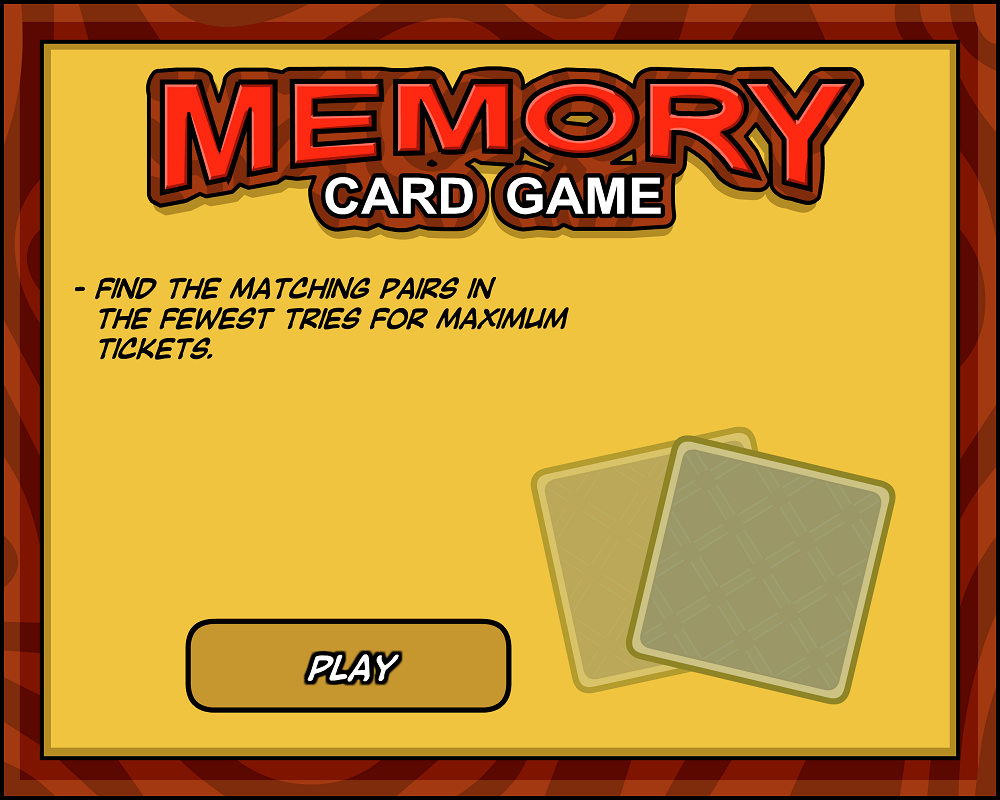 MEMORY
CARD GAME
- FIND THE MATCHING PAIRS IN
THE FEWEST TRIES FOR MAXIMUM
TICKETS.
PLAY